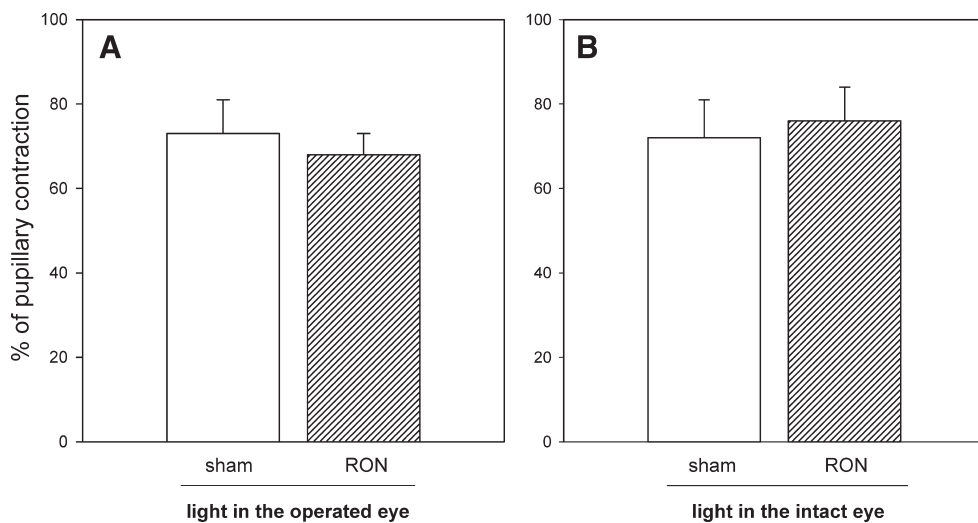 % of pupillary contraction
100
80
60
40
20
0
A
sham RON
light in the operated eye
100
80
60
40
20
0
B
sham RON
light in the intact eye